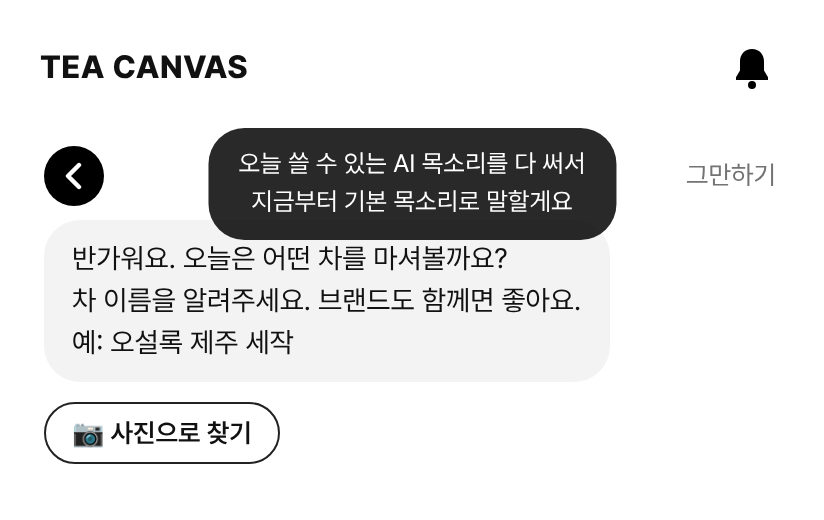 TEA CANVAS
오늘 쓸 수 있는 AI 목소리를 다 써서
지금부터 기본 목소리로 말할게요
그만하기
반가워요. 오늘은 어떤 차를 마셔볼까요?
차 이름을 알려주세요. 브랜드도 함께면 좋아요.
예: 오설록 제주 세작
사진으로 찾기